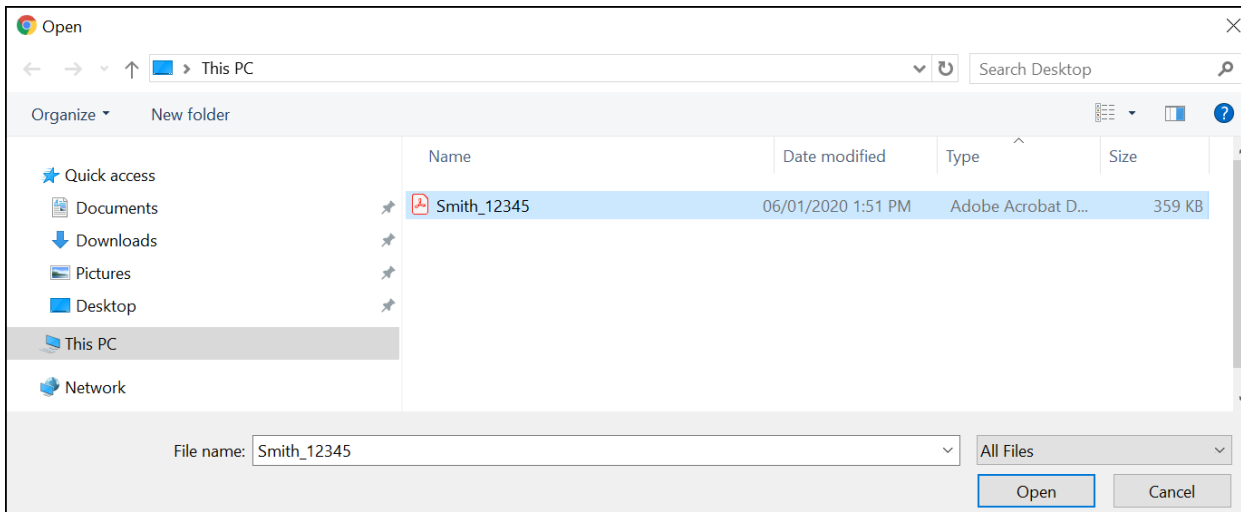 Open
This PC
Search Desktop
Organize
New folder
Name
Date modified
Type
Size
Quick access
Documents
Downloads
Pictures
Desktop
This PC
Network
Smith_12345
06/01/2020 1:51 PM
Adobe Acrobat D...
359 KB
File name:
Smith_12345
All Files
Open
Cancel